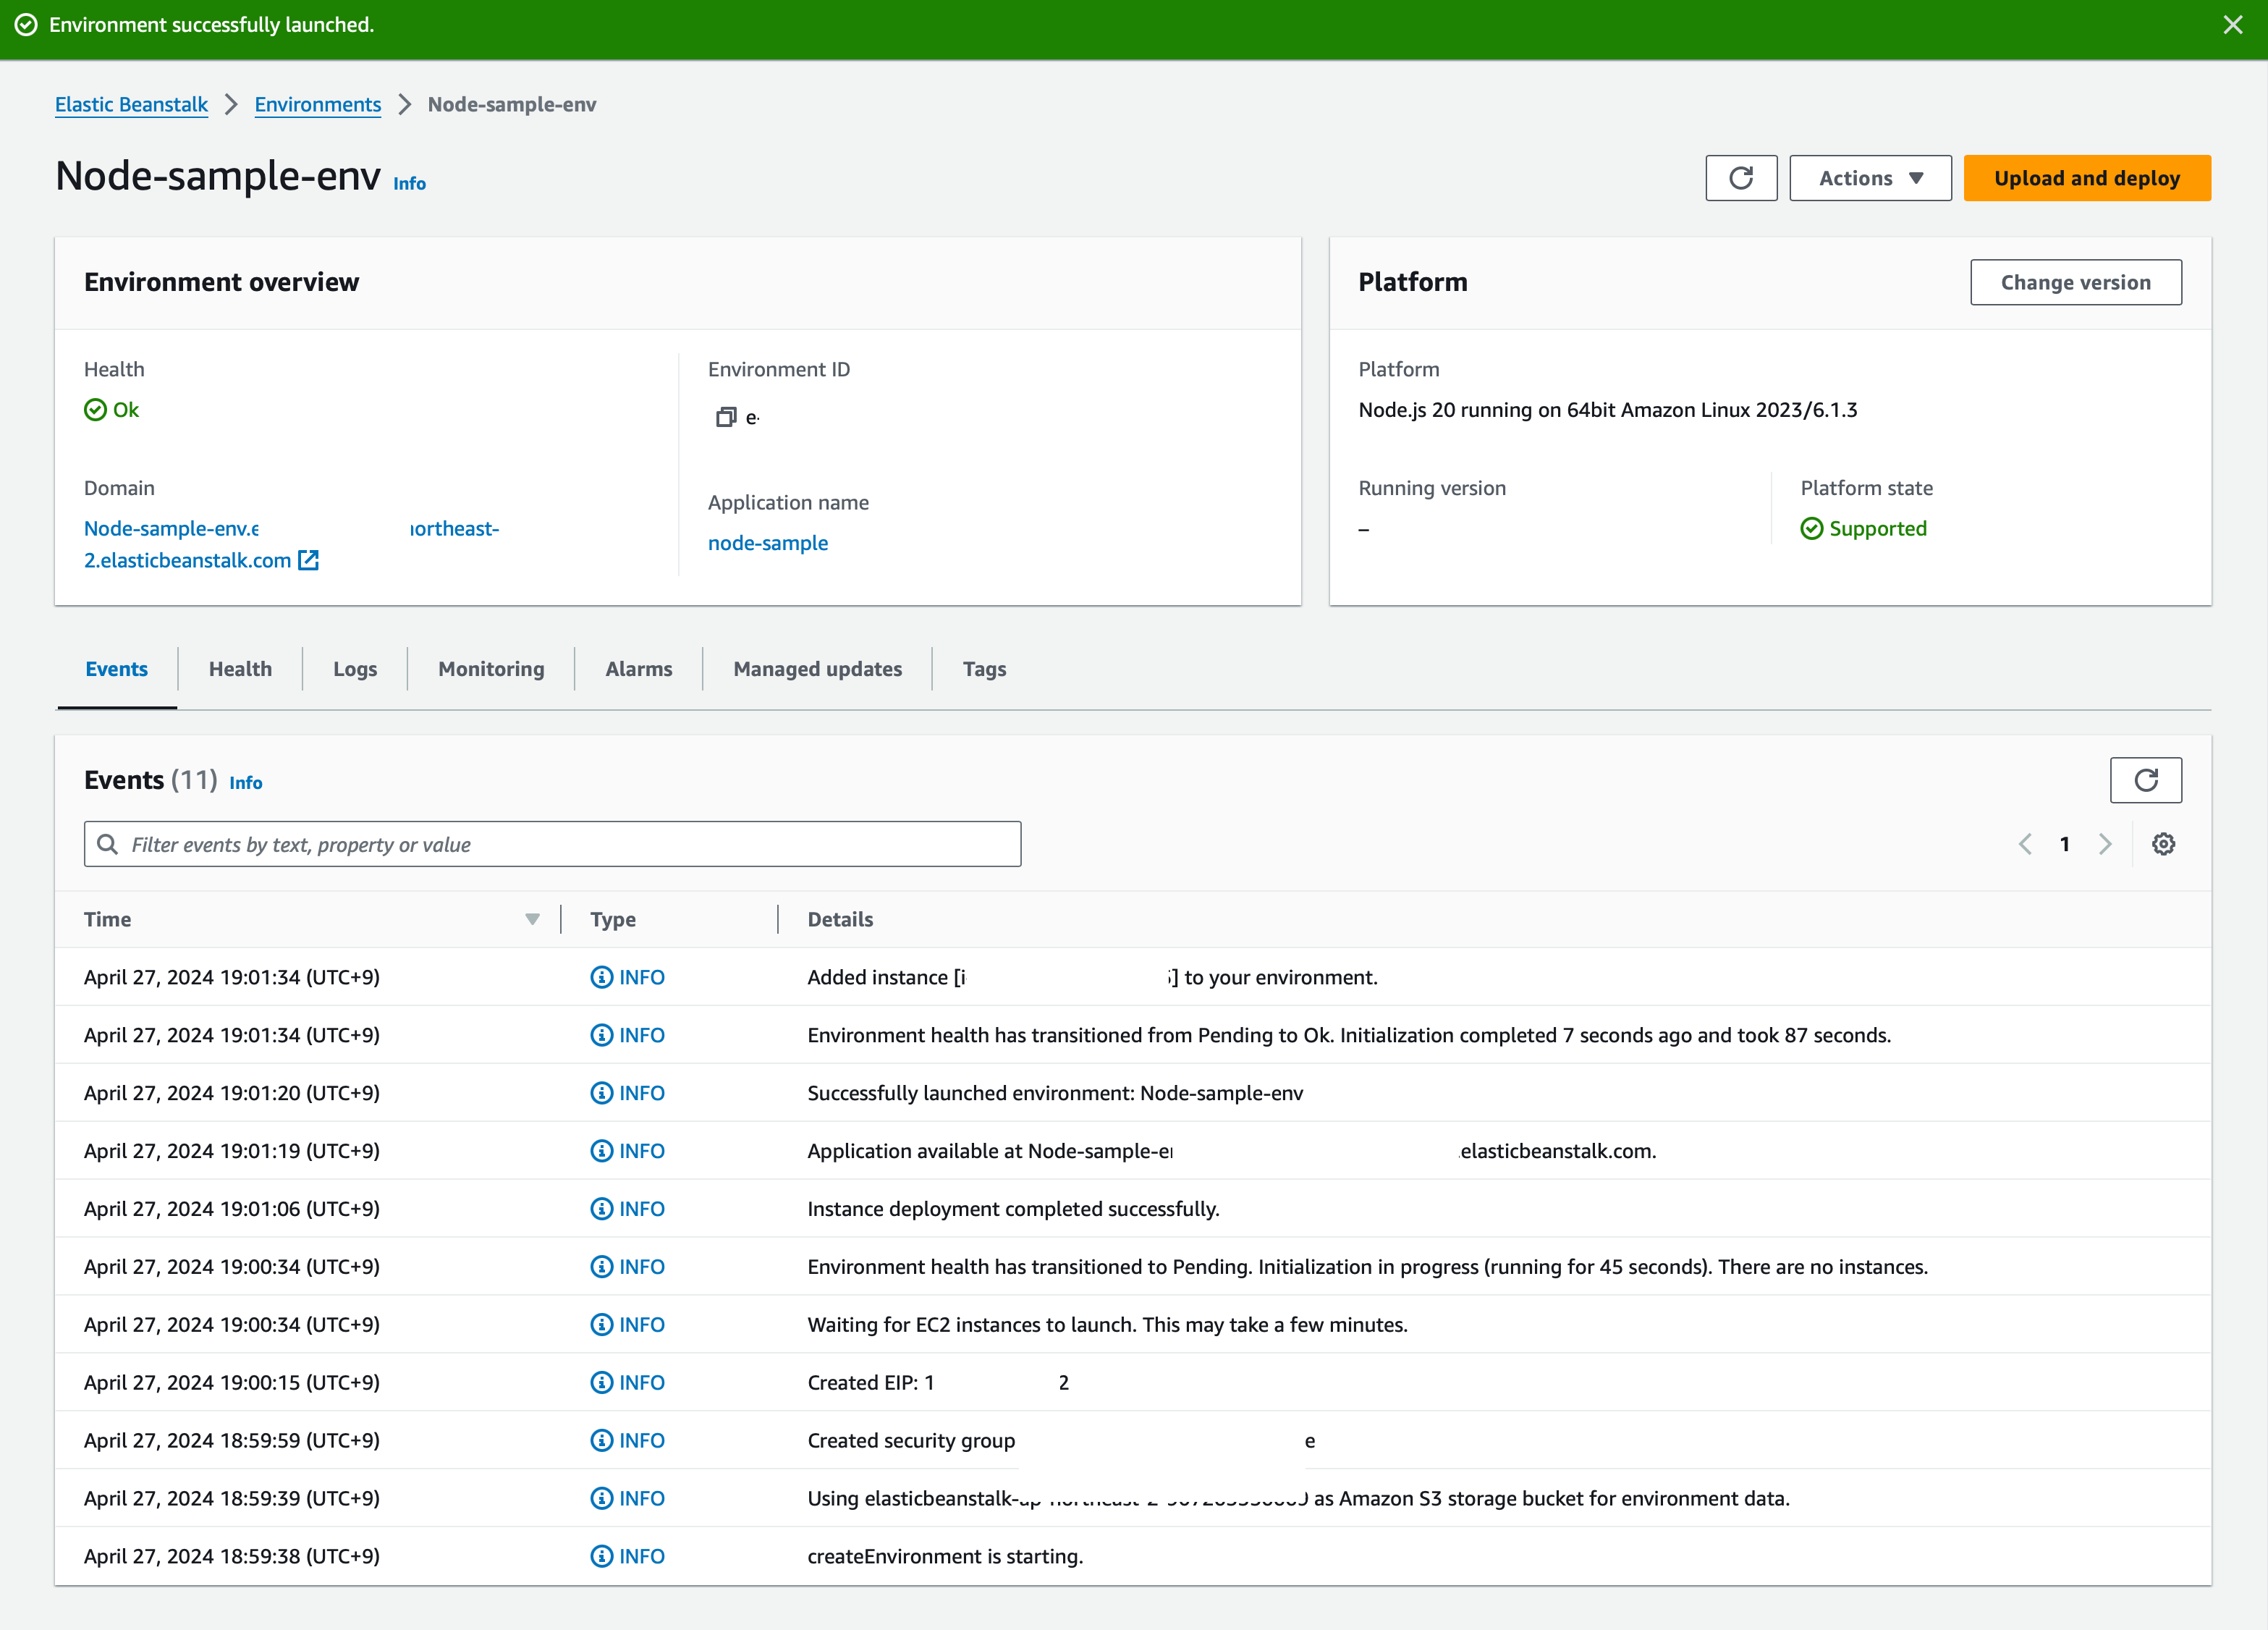 Environment successfully launched.
Elastic Beanstalk > Environments > Node-sample-env
Node-sample-env Info
Actions
Upload and deploy
Environment overview
Health
Ok
Domain
Node-sample-env.
2.elasticbeanstalk.com
Environment ID
Application name
node-sample
Platform
Change version
Platform
Node.js 20 running on 64bit Amazon Linux 2023/6.1.3
Running version
–
Platform state
Supported
Events Health Logs Monitoring Alarms Managed updates Tags
Events (11) Info
Filter events by text, property or value
1
Time Type Details
April 27, 2024 19:01:34 (UTC+9) INFO Added instance [i ] to your environment.
April 27, 2024 19:01:34 (UTC+9) INFO Environment health has transitioned from Pending to Ok. Initialization completed 7 seconds ago and took 87 seconds.
April 27, 2024 19:01:20 (UTC+9) INFO Successfully launched environment: Node-sample-env
April 27, 2024 19:01:19 (UTC+9) INFO Application available at Node-sample- .elasticbeanstalk.com.
April 27, 2024 19:01:06 (UTC+9) INFO Instance deployment completed successfully.
April 27, 2024 19:00:34 (UTC+9) INFO Environment health has transitioned to Pending. Initialization in progress (running for 45 seconds). There are no instances.
April 27, 2024 19:00:34 (UTC+9) INFO Waiting for EC2 instances to launch. This may take a few minutes.
April 27, 2024 19:00:15 (UTC+9) INFO Created EIP: 1 2
April 27, 2024 18:59:59 (UTC+9) INFO Created security group e
April 27, 2024 18:59:39 (UTC+9) INFO Using elasticbeanstalk- as Amazon S3 storage bucket for environment data.
April 27, 2024 18:59:38 (UTC+9) INFO createEnvironment is starting.